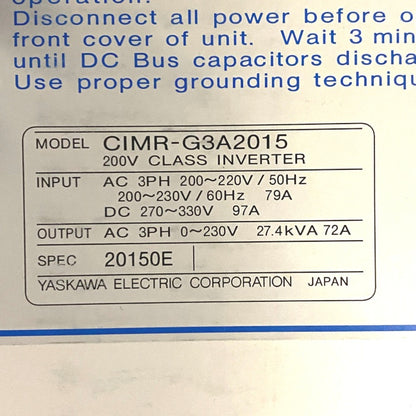 operation.
Disconnect all power before o
front cover of unit. Wait 3 min
until DC Bus capacitors discha
Use proper grounding techniqu
MODEL CIMR-G3A2015
200V CLASS INVERTER
INPUT AC 3PH 200~220V / 50Hz
200~230V / 60Hz 79A
DC 270~330V 97A
OUTPUT AC 3PH 0~230V 27.4kVA 72A
SPEC 20150E
YASKAWA ELECTRIC CORPORATION JAPAN